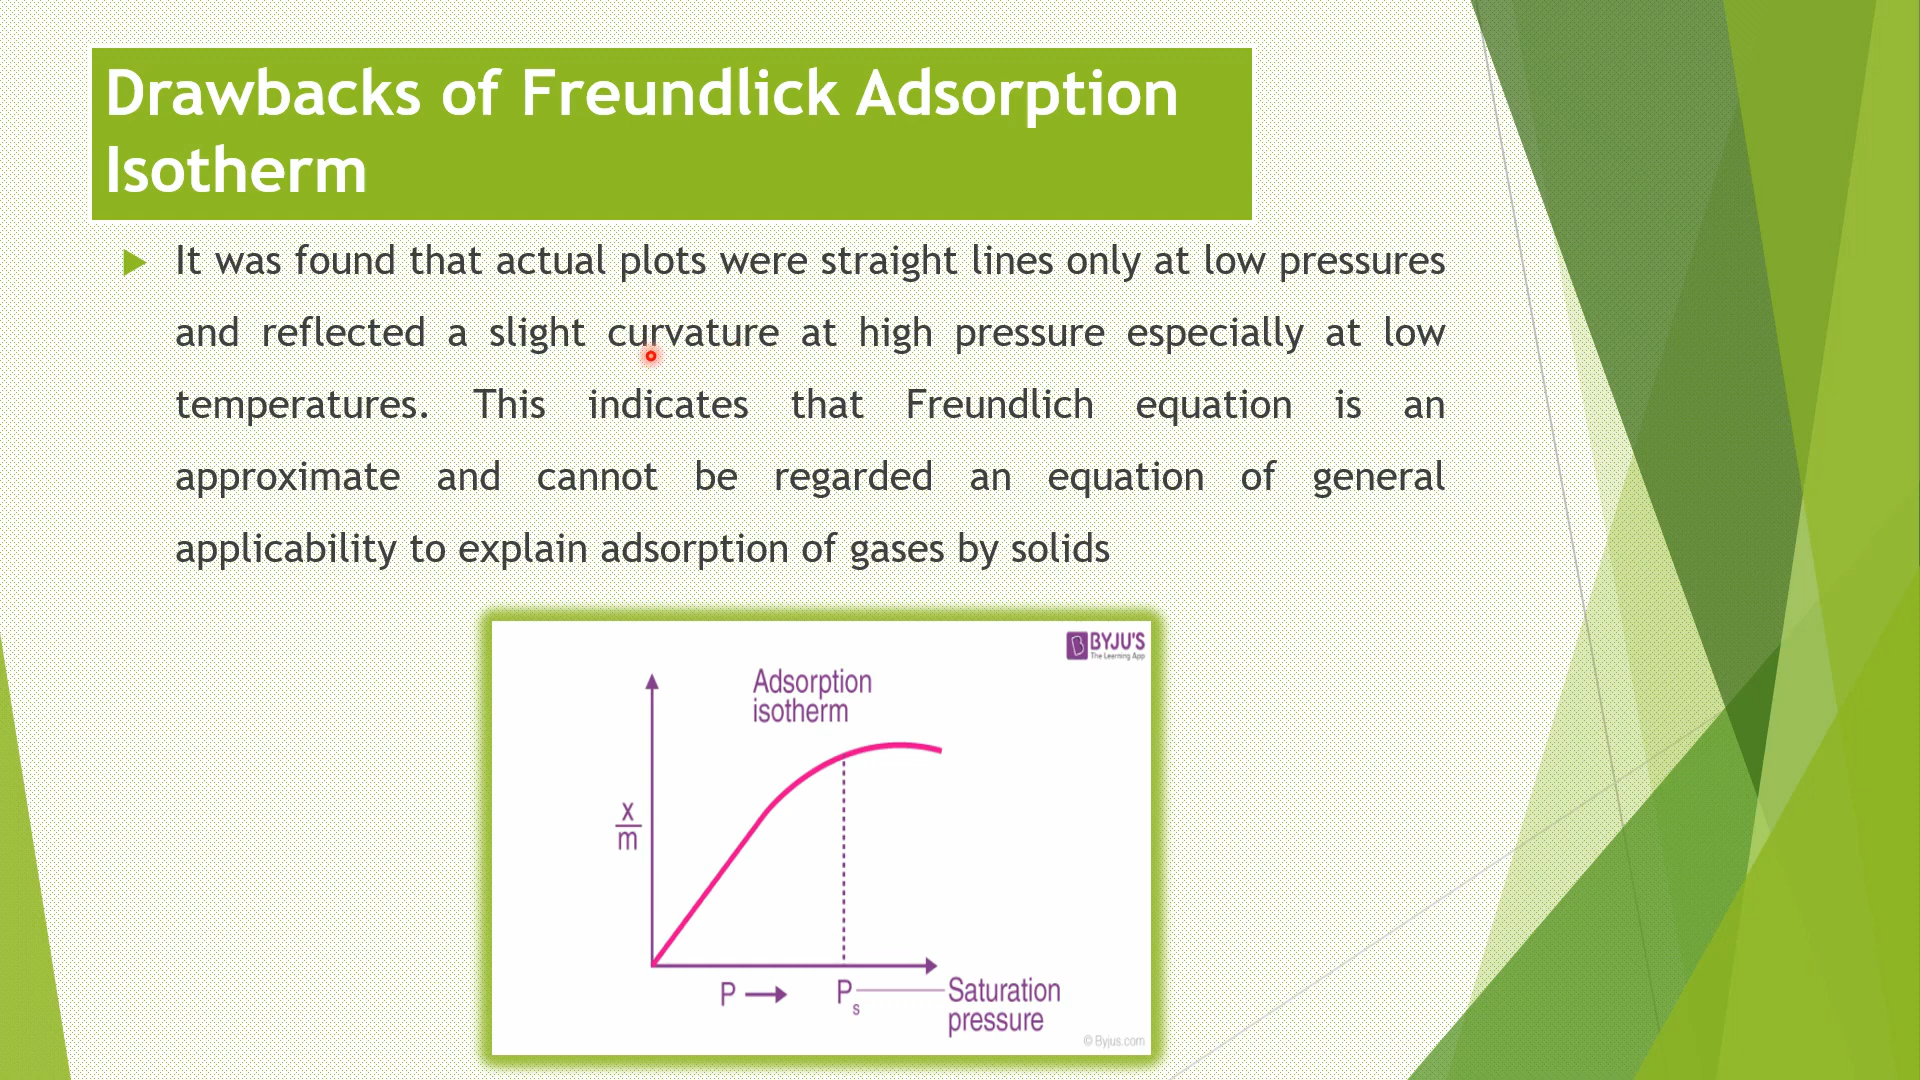 Drawbacks of Freundlick Adsorption
Isotherm
It was found that actual plots were straight lines only at low pressures
and reflected a slight curvature at high pressure especially at low
temperatures. This indicates that Freundlich equation is an
approximate and cannot be regarded an equation of general
applicability to explain adsorption of gases by solids
BYJU'S
The Learning App
Adsorption
isotherm
x
m
P
Ps
Saturation
pressure
© Byjus.com